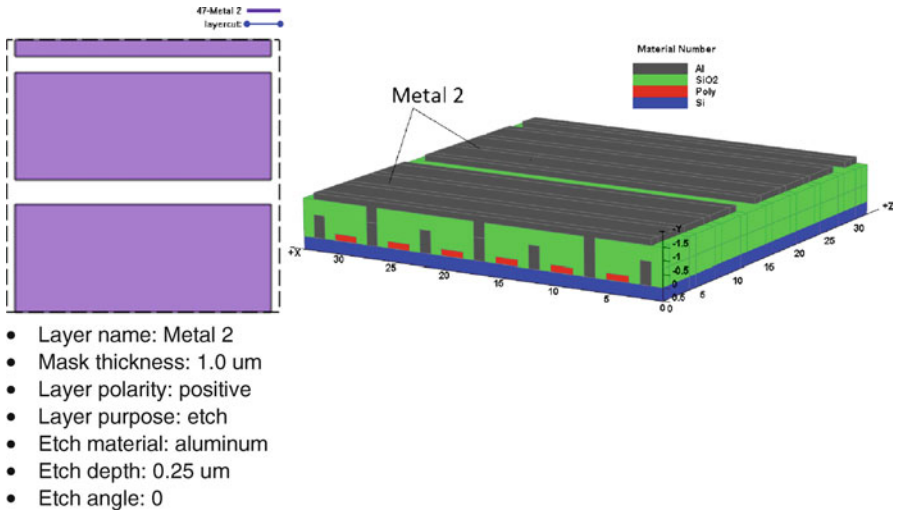 47-Metal 2
layercut:
Material Number
Al
SiO2
Poly
Si
Metal 2
-Y
-1.5
-1
-0.5
0
0.5
+X
30
25
20
15
10
5
0
0
5
10
15
20
25
30
+Z
• Layer name: Metal 2
• Mask thickness: 1.0 um
• Layer polarity: positive
• Layer purpose: etch
• Etch material: aluminum
• Etch depth: 0.25 um
• Etch angle: 0